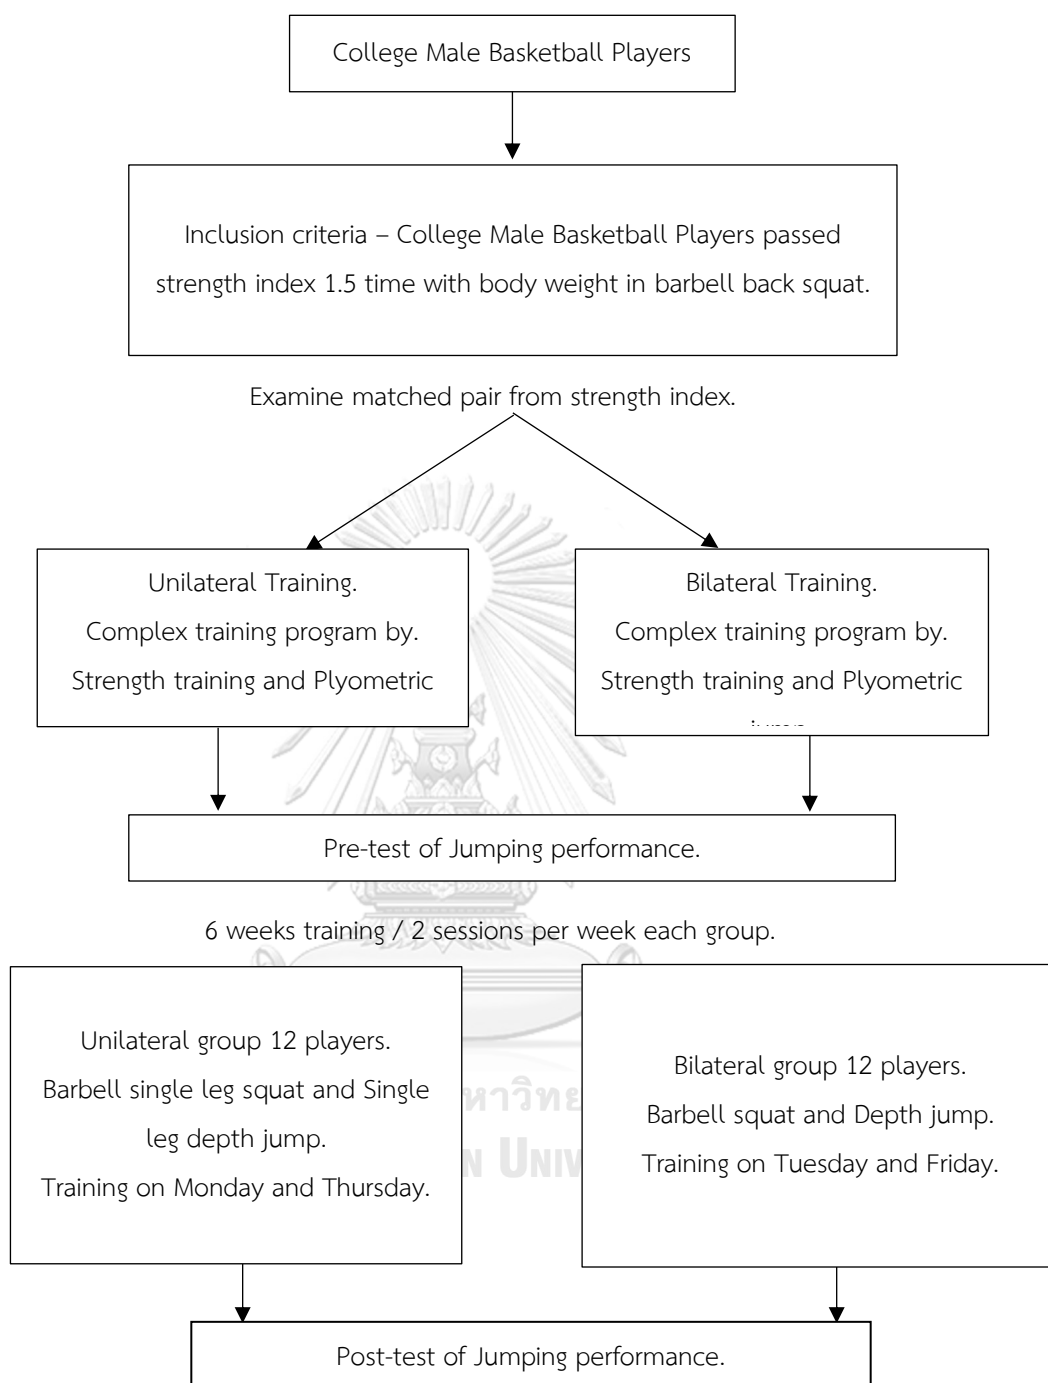 College Male Basketball Players
Inclusion criteria – College Male Basketball Players passed
strength index 1.5 time with body weight in barbell back squat.
Examine matched pair from strength index.
Unilateral Training.
Complex training program by.
Strength training and Plyometric
Bilateral Training.
Complex training program by.
Strength training and Plyometric
Pre-test of Jumping performance.
6 weeks training / 2 sessions per week each group.
Unilateral group 12 players.
Barbell single leg squat and Single
leg depth jump.
Training on Monday and Thursday.
Bilateral group 12 players.
Barbell squat and Depth jump.
Training on Tuesday and Friday.
Post-test of Jumping performance.